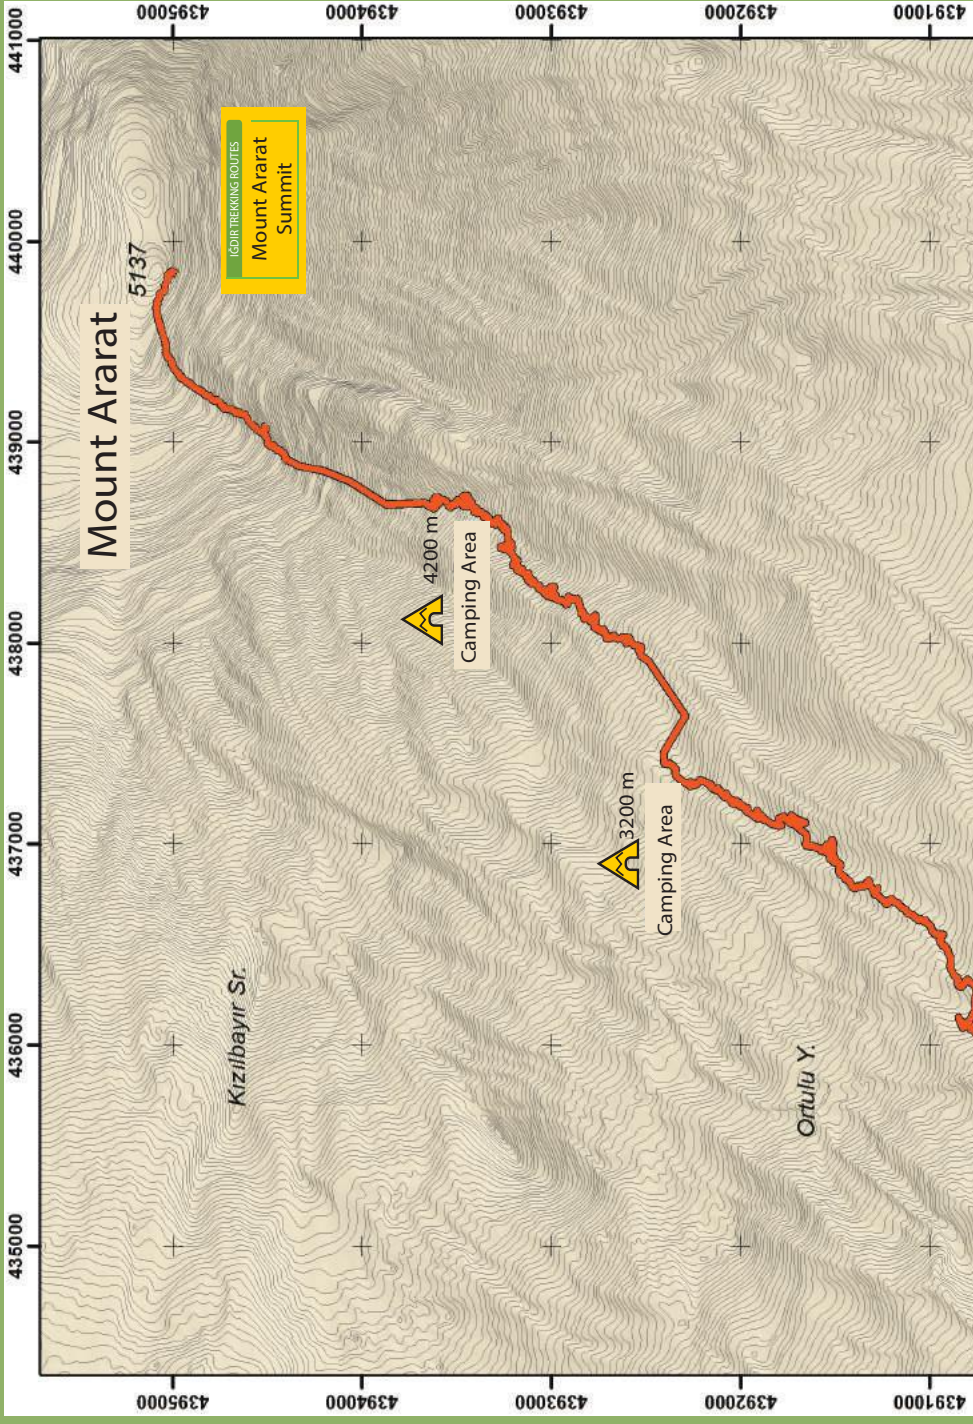 4395000
4394000
4393000
4392000
4391000
441000
440000
439000
438000
437000
436000
435000
Mount Ararat
5137
IĞDIR TREKKING ROUTES
Mount Ararat
Summit
4200 m
Camping Area
3200 m
Camping Area
Kızılbayır Sr.
Ortulu Y.
4395000
4394000
4393000
4392000
4391000